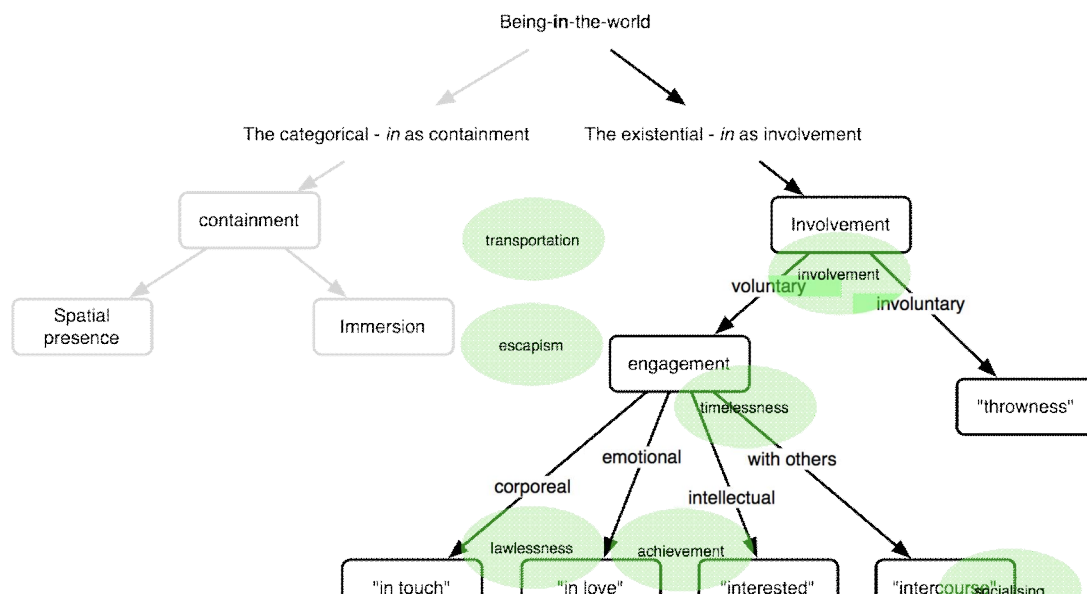 Being-in-the-world
The categorical - in as containment
The existential - in as involvement
containment
transportation
Involvement
involvement
voluntary
involuntary
Spatial
presence
Immersion
escapism
engagement
"throwness"
timelessness
emotional
with others
corporeal
intellectual
lawlessness
achievement
"in touch"
"in love"
"interested"
"intercourse"
socialising